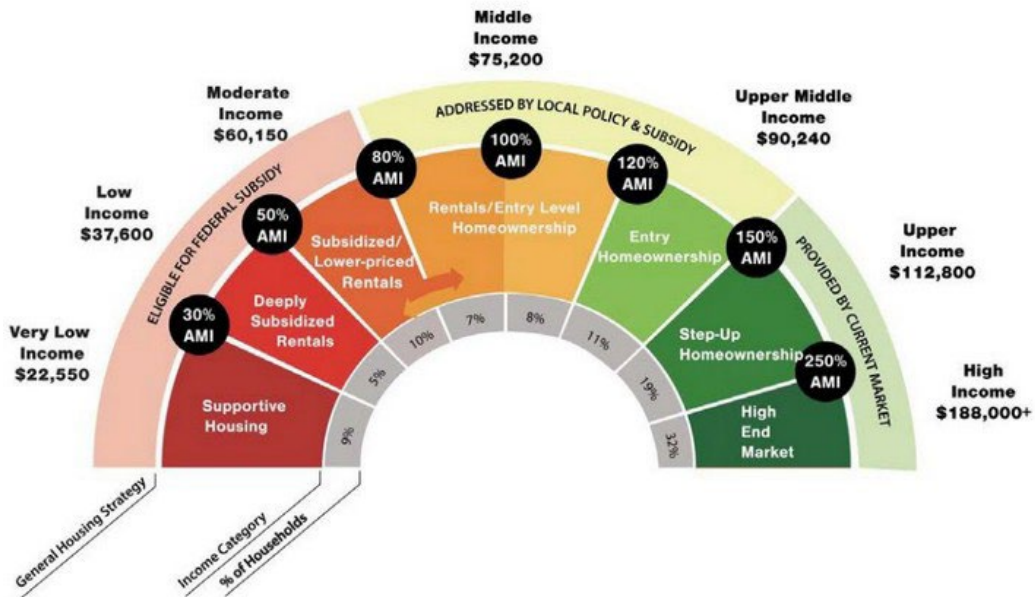 Middle
Income
$75,200
Moderate
Income
$60,150
Upper Middle
Income
$90,240
Low
Income
$37,600
Upper
Income
$112,800
Very Low
Income
$22,550
High
Income
$188,000+
ELIGIBLE FOR FEDERAL SUBSIDY
ADDRESSED BY LOCAL POLICY & SUBSIDY
PROVIDED BY CURRENT MARKET
30%
AMI
50%
AMI
80%
AMI
100%
AMI
120%
AMI
150%
AMI
250%
AMI
Supportive
Housing
Deeply
Subsidized
Rentals
Subsidized/
Lower-priced
Rentals
Rentals/Entry Level
Homeownership
Entry
Homeownership
Step-Up
Homeownership
High
End
Market
9%
5%
10%
7%
8%
11%
19%
32%
General Housing Strategy
Income Category
% of Households